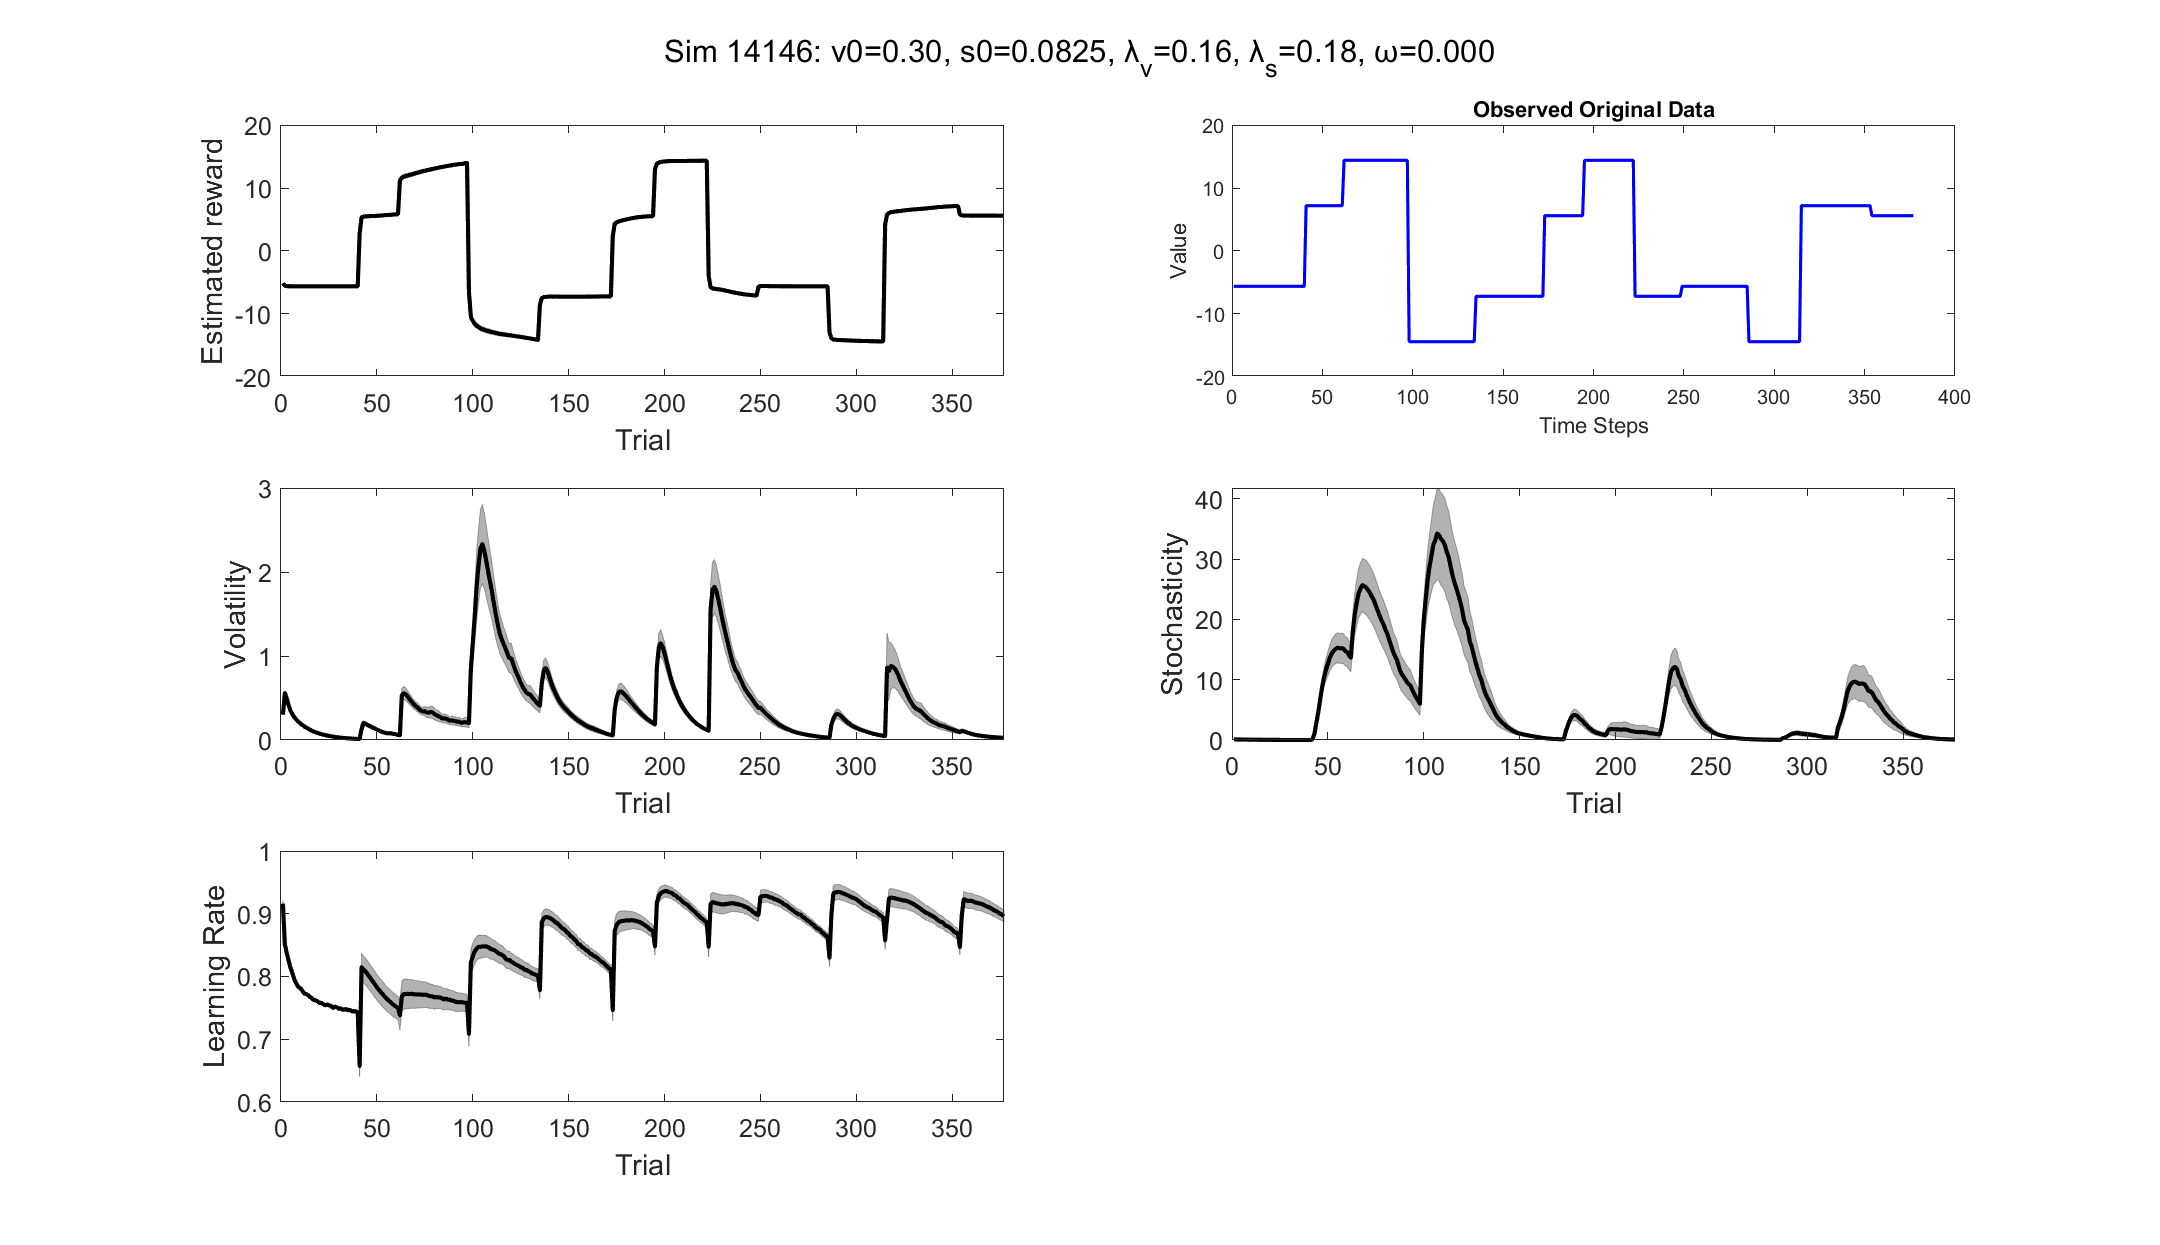 Sim 14146: v0=0.30, s0=0.0825, λ_v=0.16, λ_s=0.18, ω=0.000
Estimated reward
20
10
0
-10
-20
0 50 100 150 200 250 300 350
Trial
Observed Original Data
Value
20
10
0
-10
-20
0 50 100 150 200 250 300 350 400
Time Steps
Volatility
3
2
1
0
0 50 100 150 200 250 300 350
Trial
Stochasticity
40
30
20
10
0
0 50 100 150 200 250 300 350
Trial
Learning Rate
1
0.9
0.8
0.7
0.6
0 50 100 150 200 250 300 350
Trial